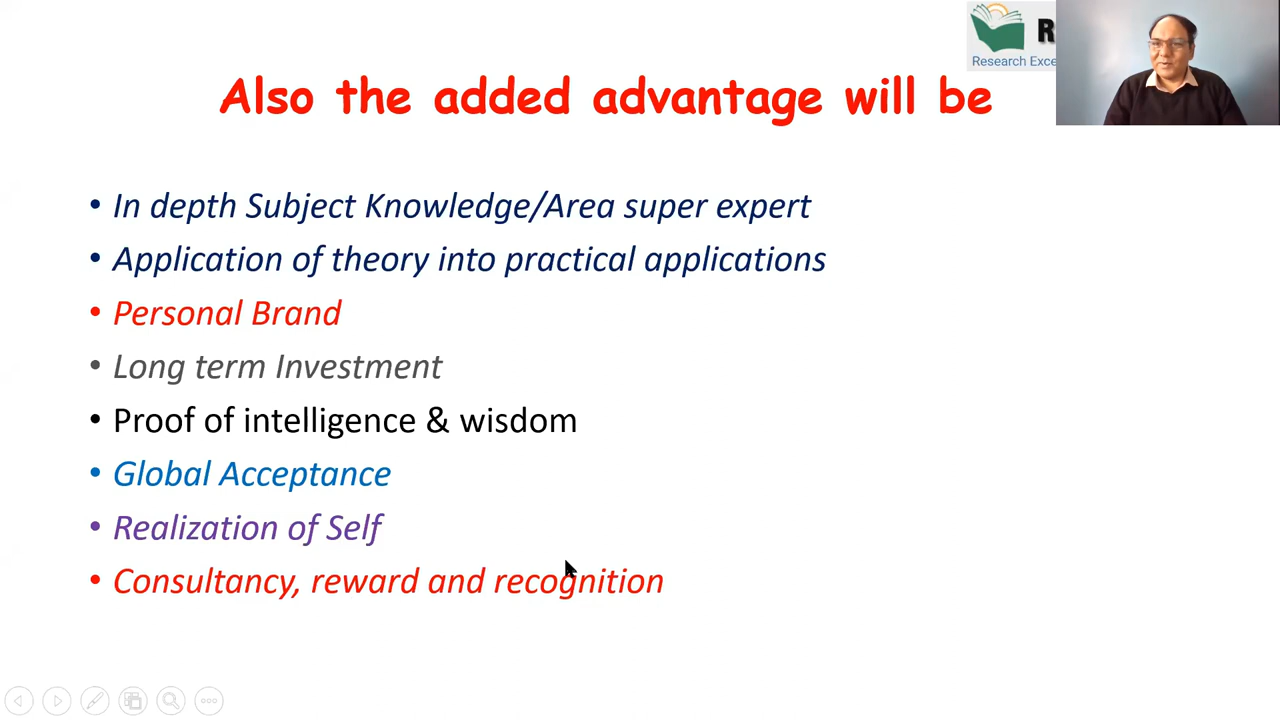 R
Research Exce
Also the added advantage will be
• In depth Subject Knowledge/Area super expert
• Application of theory into practical applications
• Personal Brand
• Long term Investment
• Proof of intelligence & wisdom
• Global Acceptance
• Realization of Self
• Consultancy, reward and recognition